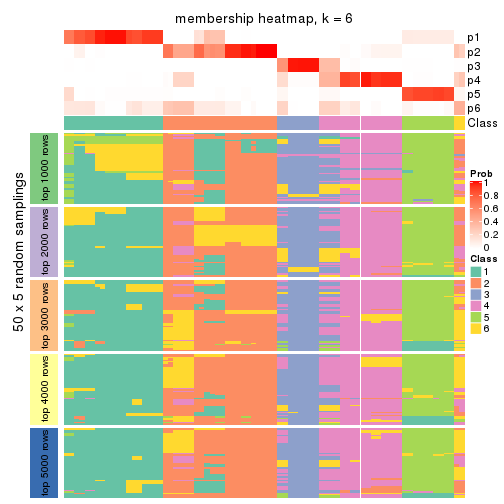 membership heatmap, k = 6
p1
p2
p3
p4
p5
p6
Class
50 x 5 random samplings
top 1000 rows
top 2000 rows
top 3000 rows
top 4000 rows
top 5000 rows
Prob
1
0.8
0.6
0.4
0.2
0
Class
1
2
3
4
5
6